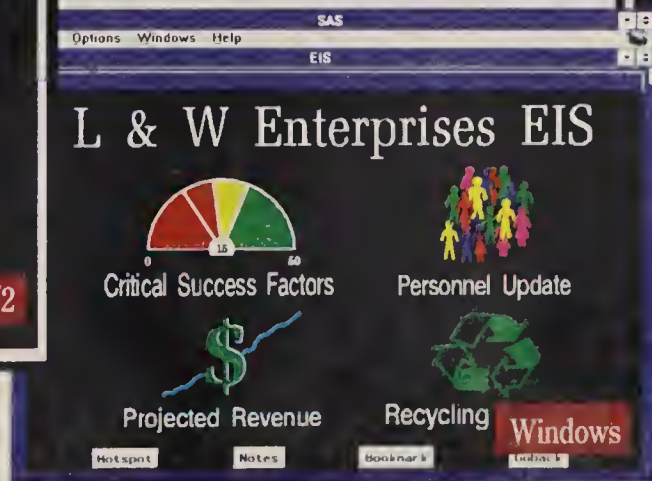 SAS
Options Windows Help
EIS
L & W Enterprises EIS
15
0 60
Critical Success Factors
Personnel Update
$
Projected Revenue
Recycling
Windows
Hotspot Notes Bookmark Goback
2